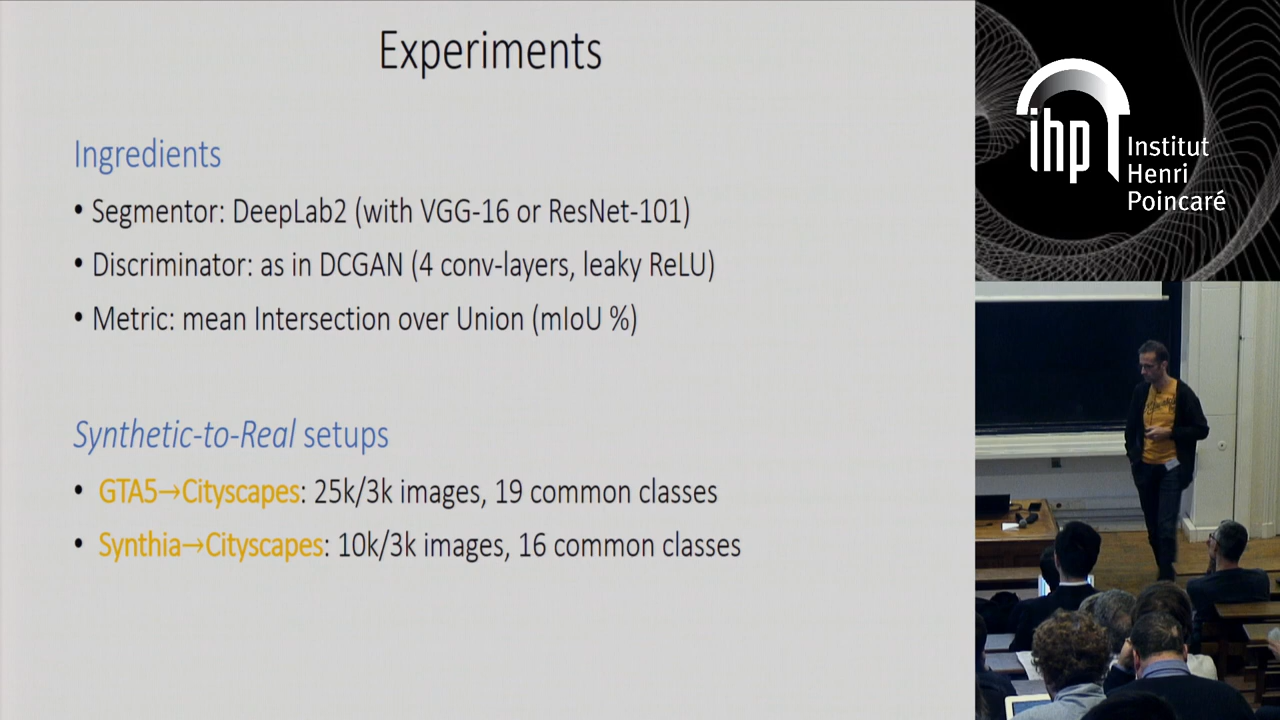 Experiments
Ingredients
• Segmentor: DeepLab2 (with VGG-16 or ResNet-101)
• Discriminator: as in DCGAN (4 conv-layers, leaky ReLU)
• Metric: mean Intersection over Union (mIoU %)
Synthetic-to-Real setups
• GTA5→Cityscapes: 25k/3k images, 19 common classes
• Synthia→Cityscapes: 10k/3k images, 16 common classes
ihp
Institut
Henri
Poincaré